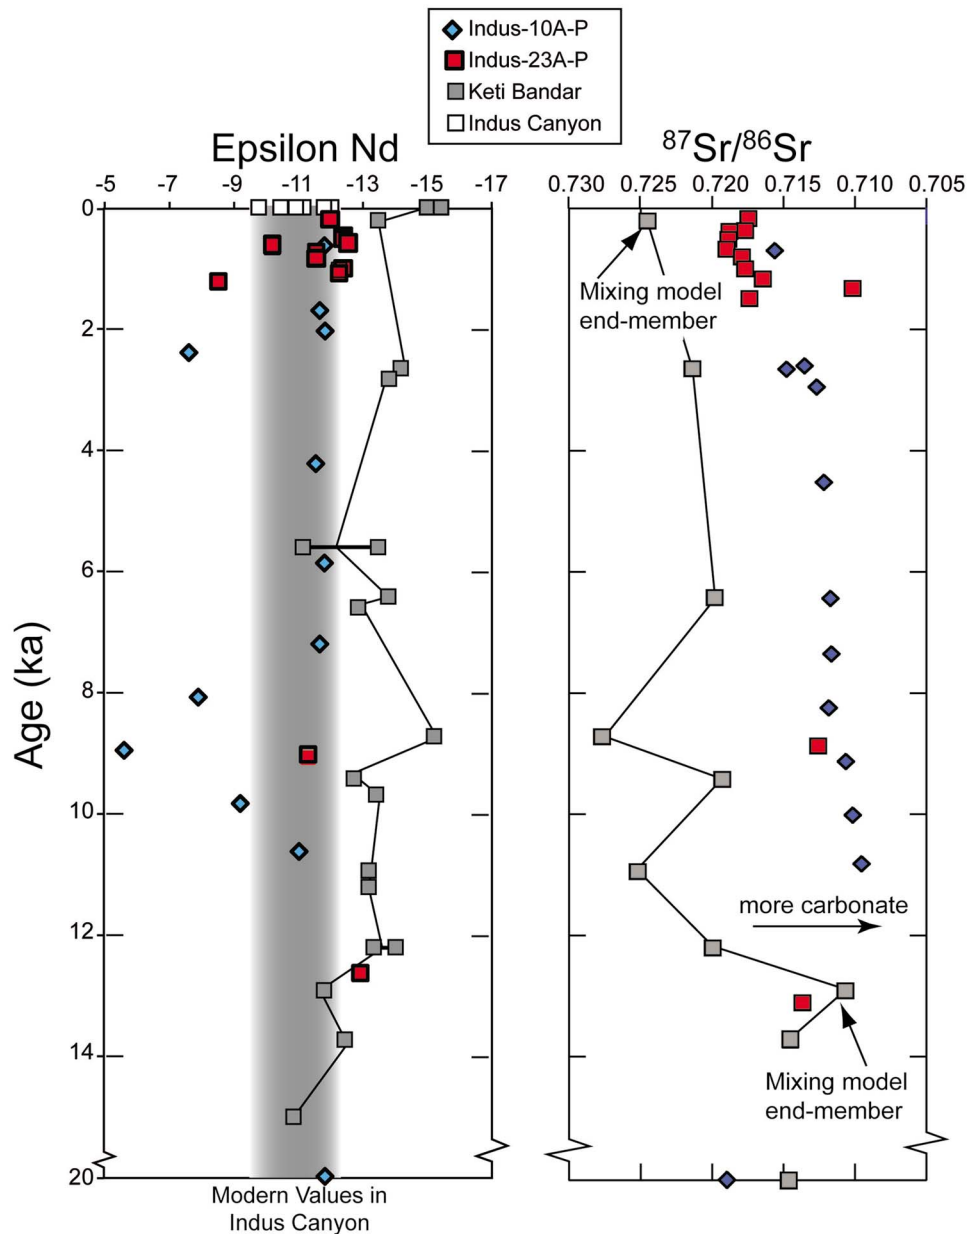 Indus-10A-P
Indus-23A-P
Keti Bandar
Indus Canyon
Epsilon Nd
87Sr/86Sr
-5 -7 -9 -11 -13 -15 -17
0.730 0.725 0.720 0.715 0.710 0.705
0
2
4
6
8
10
12
14
20
Age (ka)
Mixing model
end-member
more carbonate
Mixing model
end-member
Modern Values in
Indus Canyon